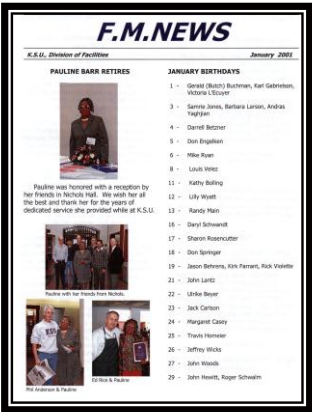 F.M.NEWS
K.S.U., Division of Facilities
January 2001
PAULINE BARR RETIRES
Pauline was honored with a reception by
her friends in Nichols Hall. We wish her all
the best and thank her for the years of
dedicated service she provided while at K.S.U.
Pauline with her friends from Nichols.
Ed Rice & Pauline
Phil Anderson & Pauline
JANUARY BIRTHDAYS
1 - Gerald (Butch) Buchman, Karl Gabrielson,
Victoria L'Ecuyer
3 - Samnie Jones, Barbara Larson, Andras
Yaghjian
4 - Darrell Betzner
5 - Don Engelken
6 - Mike Ryan
8 - Louis Velez
11 - Kathy Bolling
12 - Lilly Wyatt
13 - Randy Main
16 - Daryl Schwandt
17 - Sharon Rosencutter
18 - Don Springer
19 - Jason Behrens, Kirk Farrant, Rick Violette
21 - John Lantz
22 - Ulrike Beyer
23 - Jack Carlson
24 - Margaret Casey
25 - Travis Homeier
26 - Jeffrey Wicks
27 - John Woods
29 - John Hewitt, Roger Schwalm